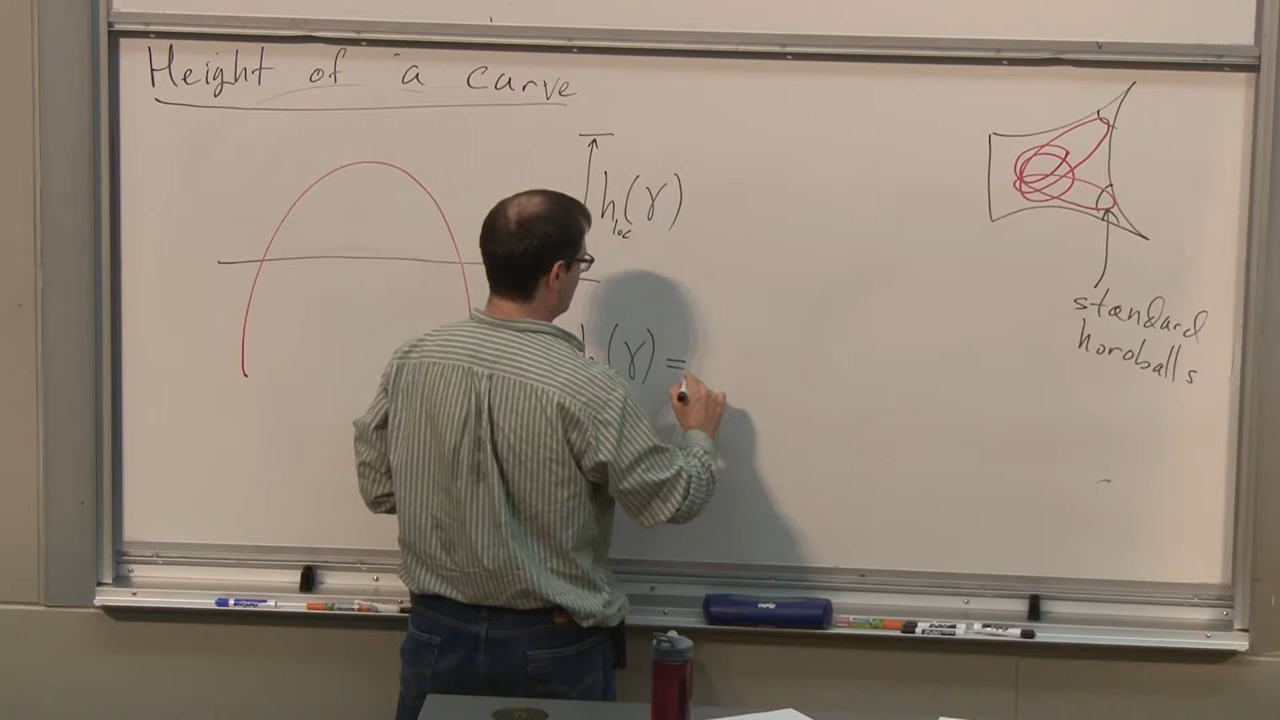 Height of a curve
h_loc(γ)
(γ) =
standard
horoballs